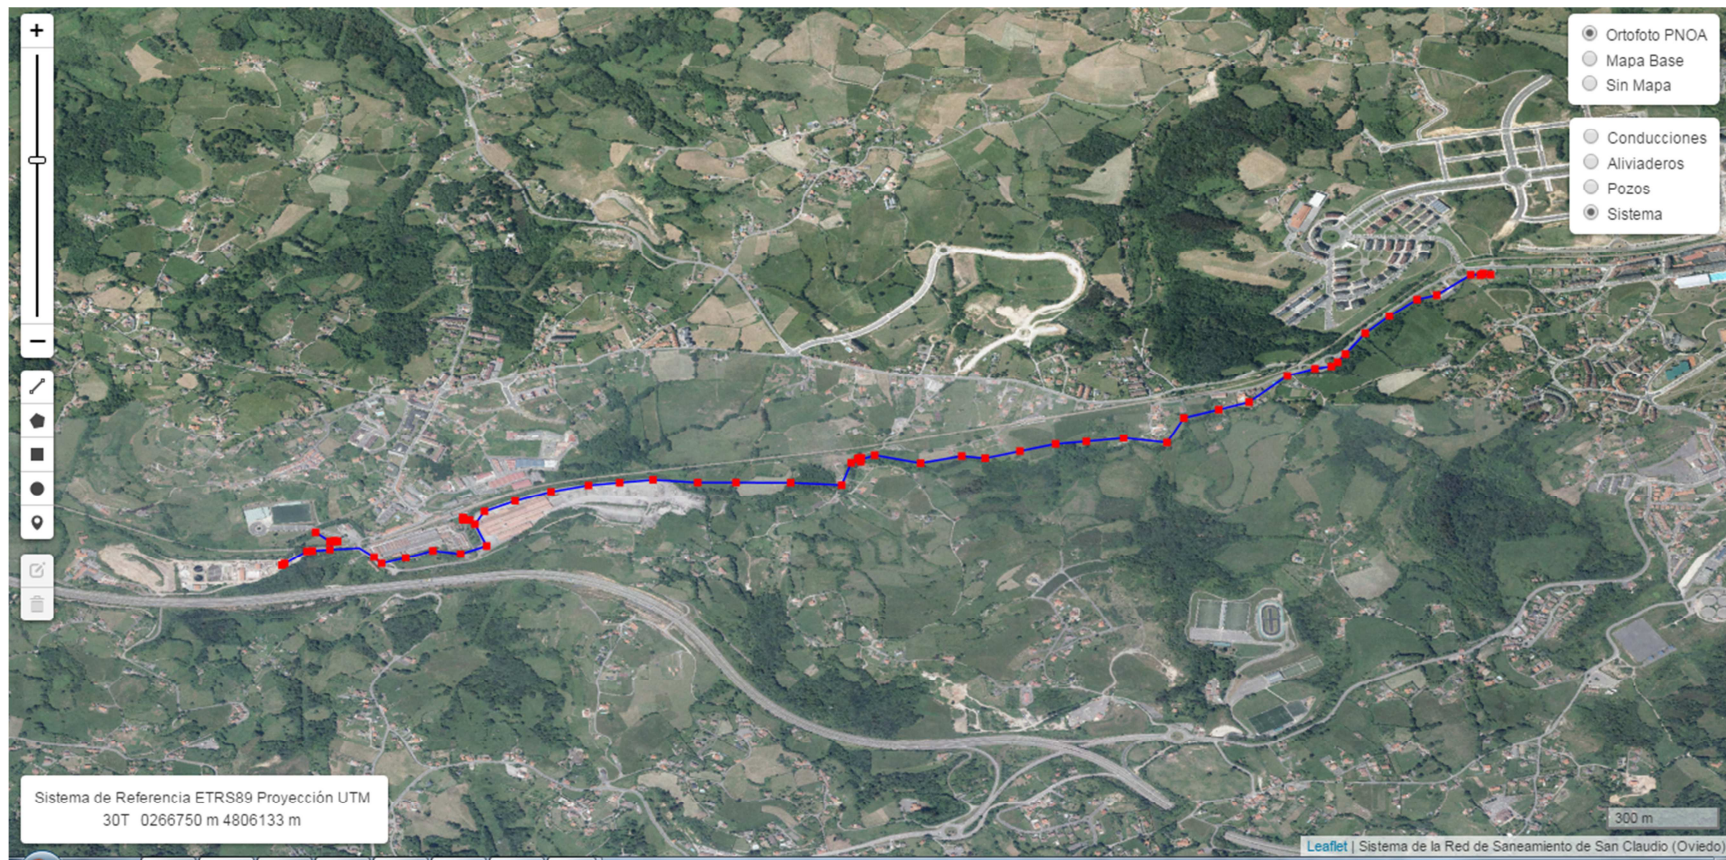 +
Ortofoto PNOA
Mapa Base
Sin Mapa
Conducciones
Aliviaderos
Pozos
Sistema
−
Sistema de Referencia ETRS89 Proyección UTM
30T 0266750 m 4806133 m
300 m
Leaflet | Sistema de la Red de Saneamiento de San Claudio (Oviedo)